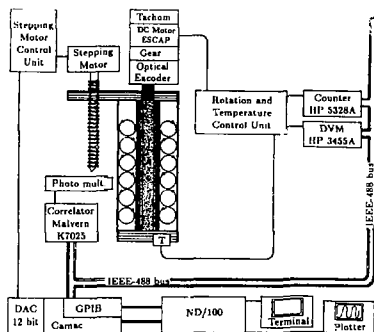 Stepping
Motor
Control
Unit
Stepping
Motor
Tachom
DC Motor
ESCAP
Gear
Optical
Encoder
Rotation and
Temperature
Control Unit
Counter
HP 5328A
DVM
HP 3455A
Photo mult.
Correlator
Malvern
K7025
T
IEEE-488 bus
IEEE-488 bus
DAC
12 bit
GPIB
Camac
ND/100
Terminal
Plotter